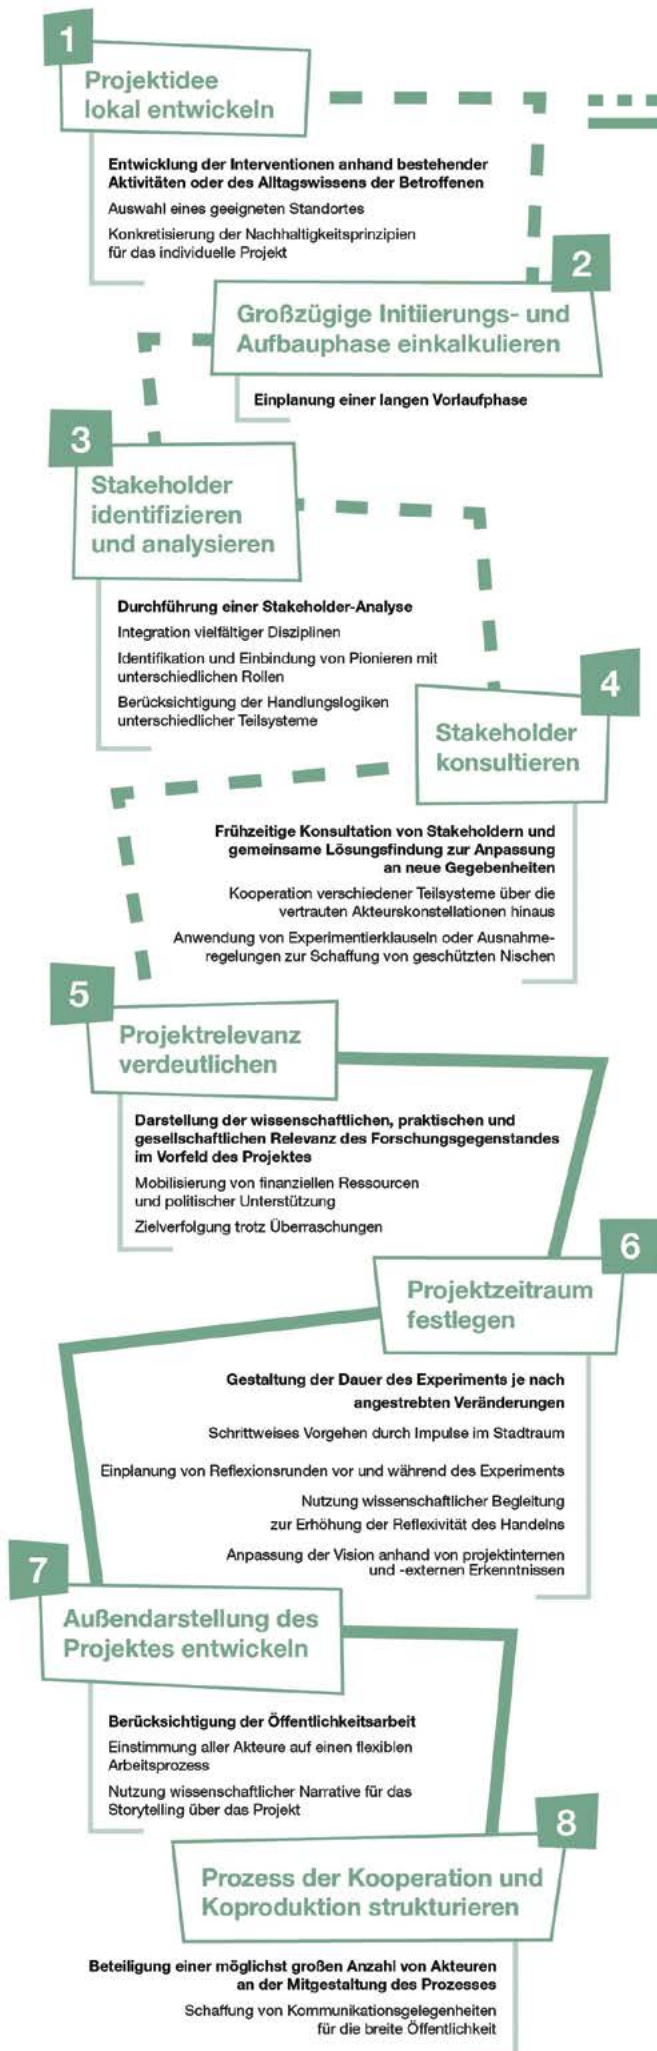 1
Projektidee
lokal entwickeln
Entwicklung der Interventionen anhand bestehender
Aktivitäten oder des Alltagswissens der Betroffenen
Auswahl eines geeigneten Standortes
Konkretisierung der Nachhaltigkeitsprinzipien
für das individuelle Projekt
2
Großzügige Initiierungs- und
Aufbauphase einkalkulieren
Einplanung einer langen Vorlaufphase
3
Stakeholder
identifizieren
und analysieren
Durchführung einer Stakeholder-Analyse
Integration vielfältiger Disziplinen
Identifikation und Einbindung von Pionieren mit
unterschiedlichen Rollen
Berücksichtigung der Handlungslogiken
unterschiedlicher Teilsysteme
4
Stakeholder
konsultieren
Frühzeitige Konsultation von Stakeholdern und
gemeinsame Lösungsfindung zur Anpassung
an neue Gegebenheiten
Kooperation verschiedener Teilsysteme über die
vertrauten Akteurskonstellationen hinaus
Anwendung von Experimentierklauseln oder Ausnahme-
regelungen zur Schaffung von geschützten Nischen
5
Projektrelevanz
verdeutlichen
Darstellung der wissenschaftlichen, praktischen und
gesellschaftlichen Relevanz des Forschungsgegenstandes
im Vorfeld des Projektes
Mobilisierung von finanziellen Ressourcen
und politischer Unterstützung
Zielverfolgung trotz Überraschungen
6
Projektzeitraum
festlegen
Gestaltung der Dauer des Experiments je nach
angestrebten Veränderungen
Schrittweises Vorgehen durch Impulse im Stadtraum
Einplanung von Reflexionsrunden vor und während des Experiments
Nutzung wissenschaftlicher Begleitung
zur Erhöhung der Reflexivität des Handelns
Anpassung der Vision anhand von projektinternen
und -externen Erkenntnissen
7
Außendarstellung des
Projektes entwickeln
Berücksichtigung der Öffentlichkeitsarbeit
Einstimmung aller Akteure auf einen flexiblen
Arbeitsprozess
Nutzung wissenschaftlicher Narrative für das
Storytelling über das Projekt
8
Prozess der Kooperation und
Koproduktion strukturieren
Beteiligung einer möglichst großen Anzahl von Akteuren
an der Mitgestaltung des Prozesses
Schaffung von Kommunikationsgelegenheiten
für die breite Öffentlichkeit